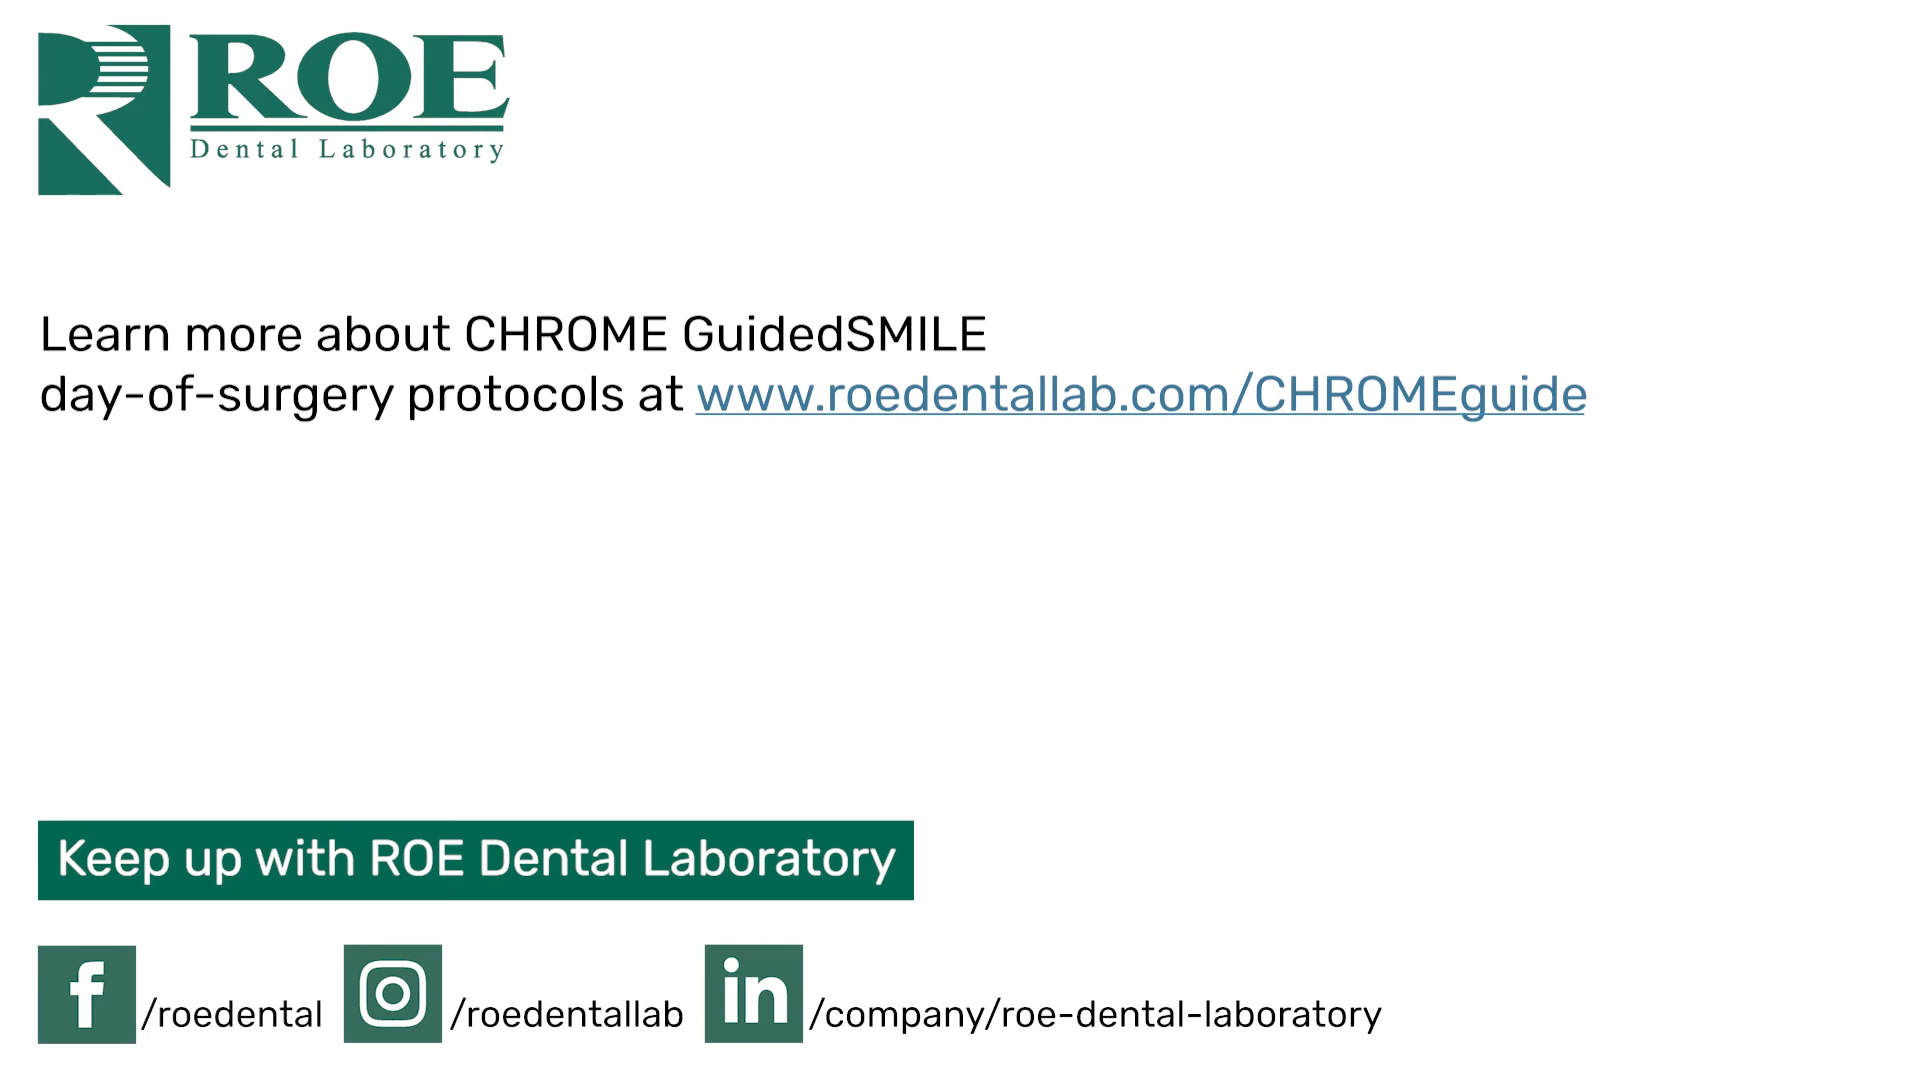 ROE
Dental Laboratory
Learn more about CHROME GuidedSMILE
day-of-surgery protocols at www.roedentallab.com/CHROMEguide
Keep up with ROE Dental Laboratory
/roedental /roedentallab /company/roe-dental-laboratory